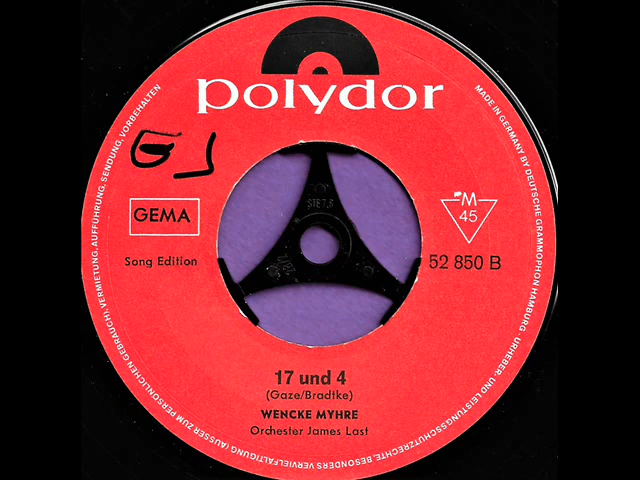 polydor
MADE IN GERMANY BY DEUTSCHE GRAMMOPHON HAMBURG · URHEBER- UND LEISTUNGSSCHUTZRECHTE, BESONDERS VERVIELFÄLTIGUNG (AUSSER ZUM PERSÖNLICHEN GEBRAUCH), VERMIETUNG, AUFFÜHRUNG, SENDUNG, VORBEHALTEN
GEMA
M
45
Song Edition
52 850 B
17 und 4
(Gaze/Bradtke)
WENCKE MYHRE
Orchester James Last